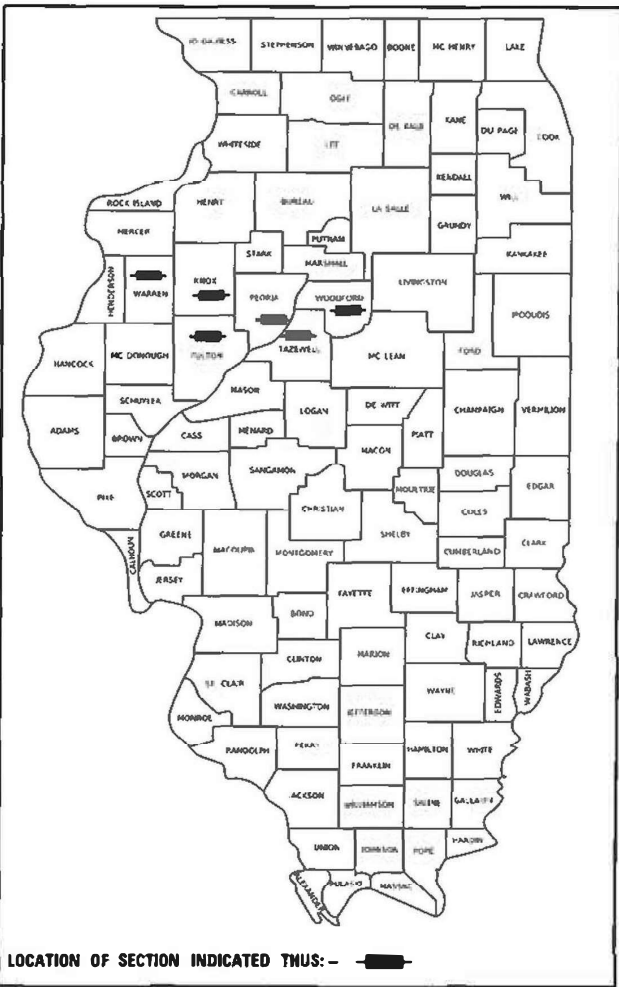 STEPHENSON WINNEBAGO BOONE MC HENRY LAKE
CARROLL OGLE DE KALB KANE DU PAGE COOK
WHITESIDE LEE KENDALL WILL
ROCK ISLAND HENRY BUREAU LA SALLE GRUNDY
MERCER STARK PUTNAM KANKAKEE
HENDERSON WARREN KNOX PEORIA MARSHALL WOODFORD LIVINGSTON IROQUOIS
HANCOCK MC DONOUGH FULTON TAZEWELL MC LEAN FORD
SCHUYLER MASON LOGAN DE WITT CHAMPAIGN VERMILION
ADAMS BROWN CASS MENARD MACON PIATT
PIKE SCOTT MORGAN SANGAMON CHRISTIAN MOULTRIE DOUGLAS EDGAR
CALHOUN GREENE MACOUPIN MONTGOMERY SHELBY COLES CUMBERLAND CLARK
JERSEY FAYETTE EFFINGHAM JASPER CRAWFORD
MADISON BOND CLAY RICHLAND LAWRENCE
ST. CLAIR CLINTON MARION WAYNE EDWARDS WABASH
MONROE WASHINGTON JEFFERSON
RANDOLPH PERRY FRANKLIN HAMILTON WHITE
JACKSON WILLIAMSON SALINE GALLATIN
UNION JOHNSON POPE HARDIN
ALEXANDER PULASKI MASSAC
LOCATION OF SECTION INDICATED THUS: -